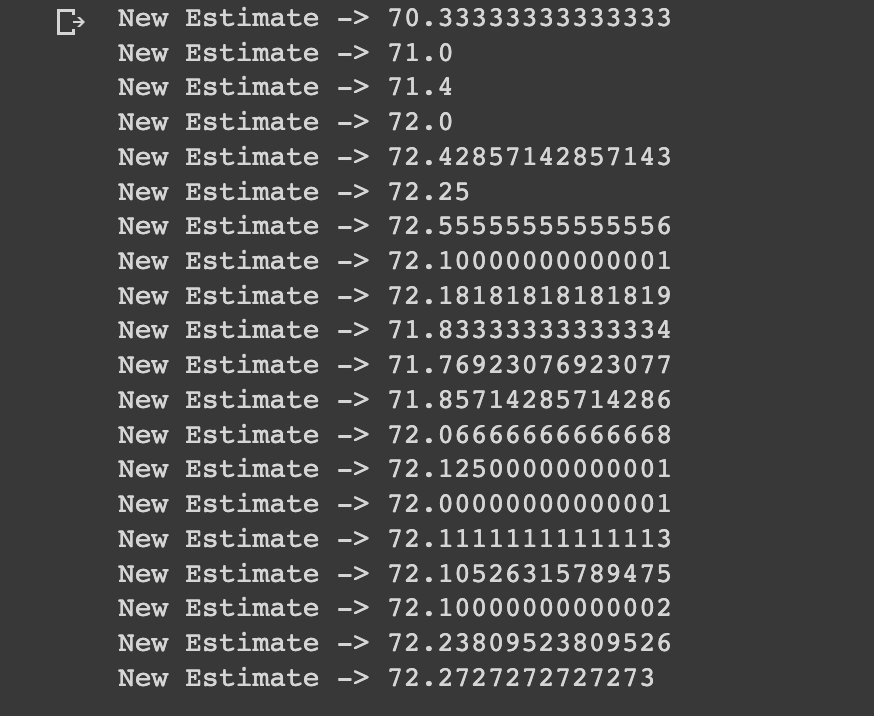 New Estimate -> 70.33333333333333
New Estimate -> 71.0
New Estimate -> 71.4
New Estimate -> 72.0
New Estimate -> 72.42857142857143
New Estimate -> 72.25
New Estimate -> 72.55555555555556
New Estimate -> 72.10000000000001
New Estimate -> 72.18181818181819
New Estimate -> 71.83333333333334
New Estimate -> 71.76923076923077
New Estimate -> 71.85714285714286
New Estimate -> 72.06666666666668
New Estimate -> 72.12500000000001
New Estimate -> 72.00000000000001
New Estimate -> 72.11111111111113
New Estimate -> 72.10526315789475
New Estimate -> 72.10000000000002
New Estimate -> 72.23809523809526
New Estimate -> 72.2727272727273